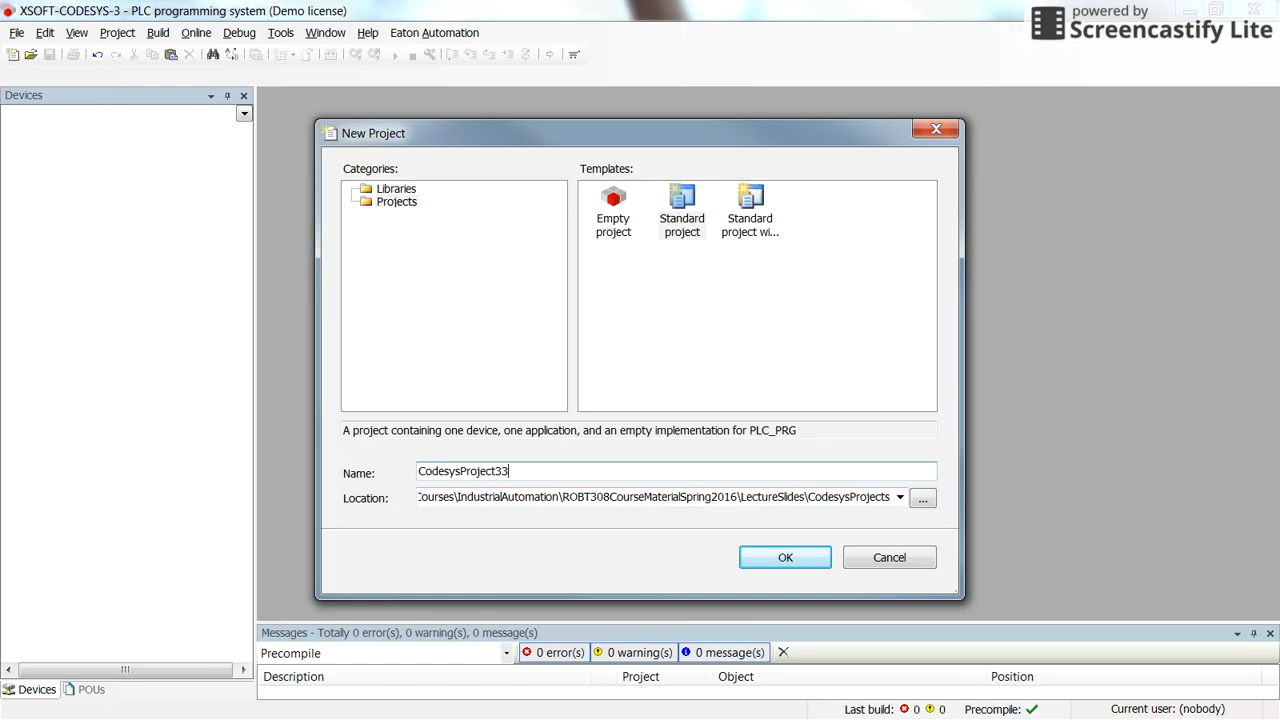 XSOFT-CODESYS-3 - PLC programming system (Demo license)
powered by
Screencastify Lite
File Edit View Project Build Online Debug Tools Window Help Eaton Automation
Devices
New Project
Categories:
Templates:
Libraries
Projects
Empty project
Standard project
Standard project wi...
A project containing one device, one application, and an empty implementation for PLC_PRG
Name: CodesysProject33
Location: Courses\IndustrialAutomation\ROBT308CourseMaterialSpring2016\LectureSlides\CodesysProjects ...
OK Cancel
Messages - Totally 0 error(s), 0 warning(s), 0 message(s)
Precompile 0 error(s) 0 warning(s) 0 message(s)
Description Project Object Position
Devices POUs
Last build: 0 0 Precompile: Current user: (nobody)